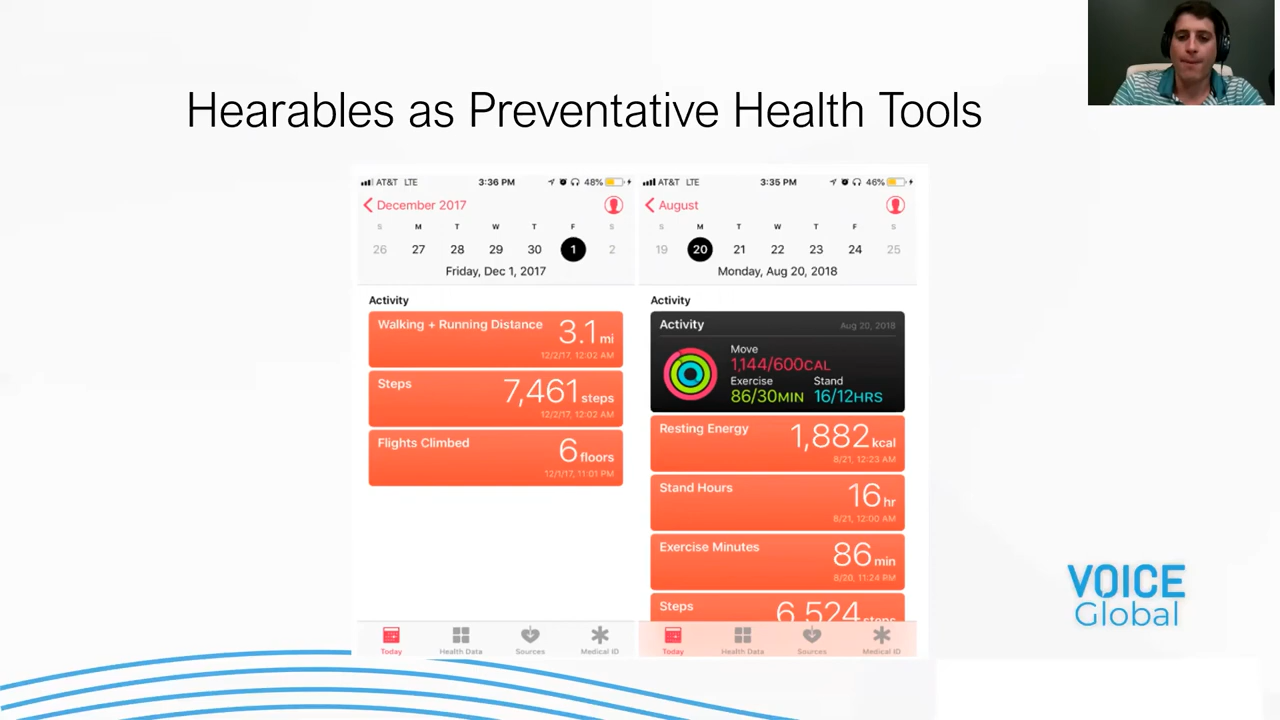 Hearables as Preventative Health Tools
AT&T LTE 3:36 PM 48%
December 2017
S M T W T F S
26 27 28 29 30 1 2
Friday, Dec 1, 2017
Activity
Walking + Running Distance 3.1 mi
12/2/17, 12:02 AM
Steps 7,461 steps
12/2/17, 12:02 AM
Flights Climbed 6 floors
12/1/17, 11:01 PM
Today Health Data Sources Medical ID
AT&T LTE 3:35 PM 46%
August
S M T W T F S
19 20 21 22 23 24 25
Monday, Aug 20, 2018
Activity
Activity Aug 20, 2018
Move
1,144/600CAL
Exercise Stand
86/30MIN 16/12HRS
Resting Energy 1,882 kcal
8/21, 12:23 AM
Stand Hours 16 hr
8/21, 12:00 AM
Exercise Minutes 86 min
8/20, 11:24 PM
Steps 6,524 steps
Today Health Data Sources Medical ID
VOICE
Global